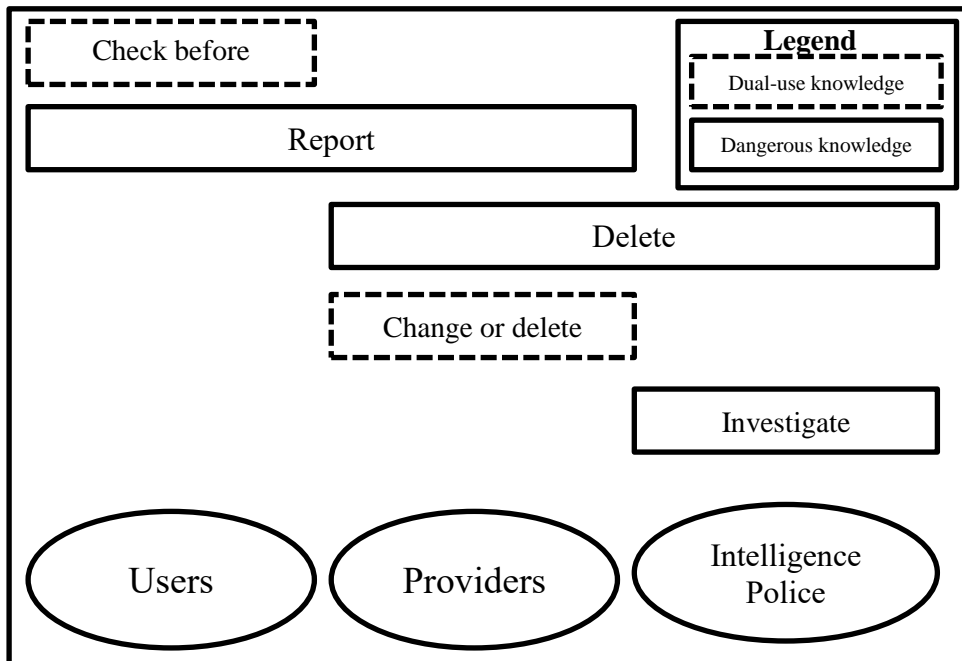 Check before
Legend
Dual-use knowledge
Report
Dangerous knowledge
Delete
Change or delete
Investigate
Users
Providers
Intelligence
Police